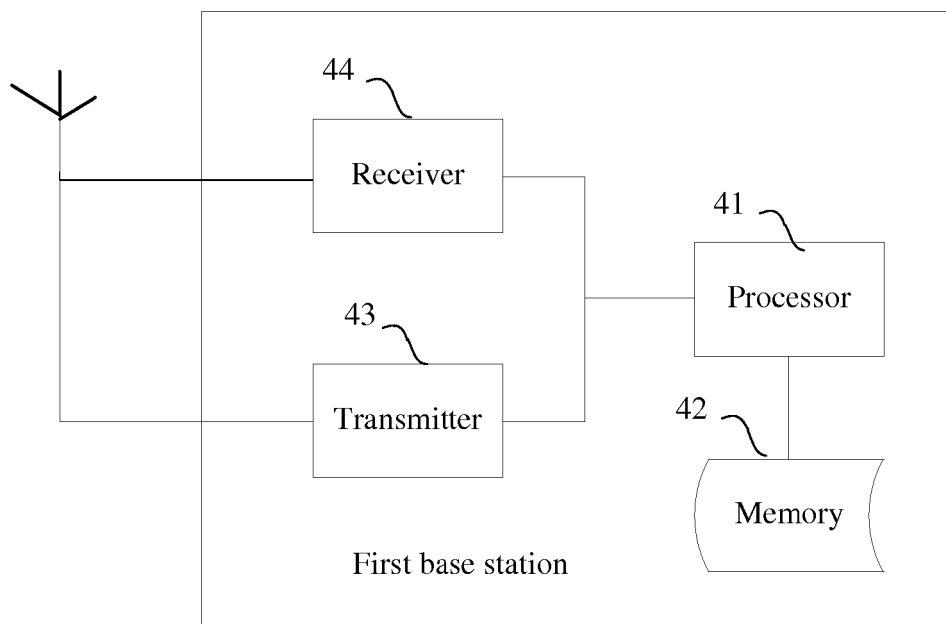 44
Receiver
41
Processor
43
Transmitter
42
Memory
First base station